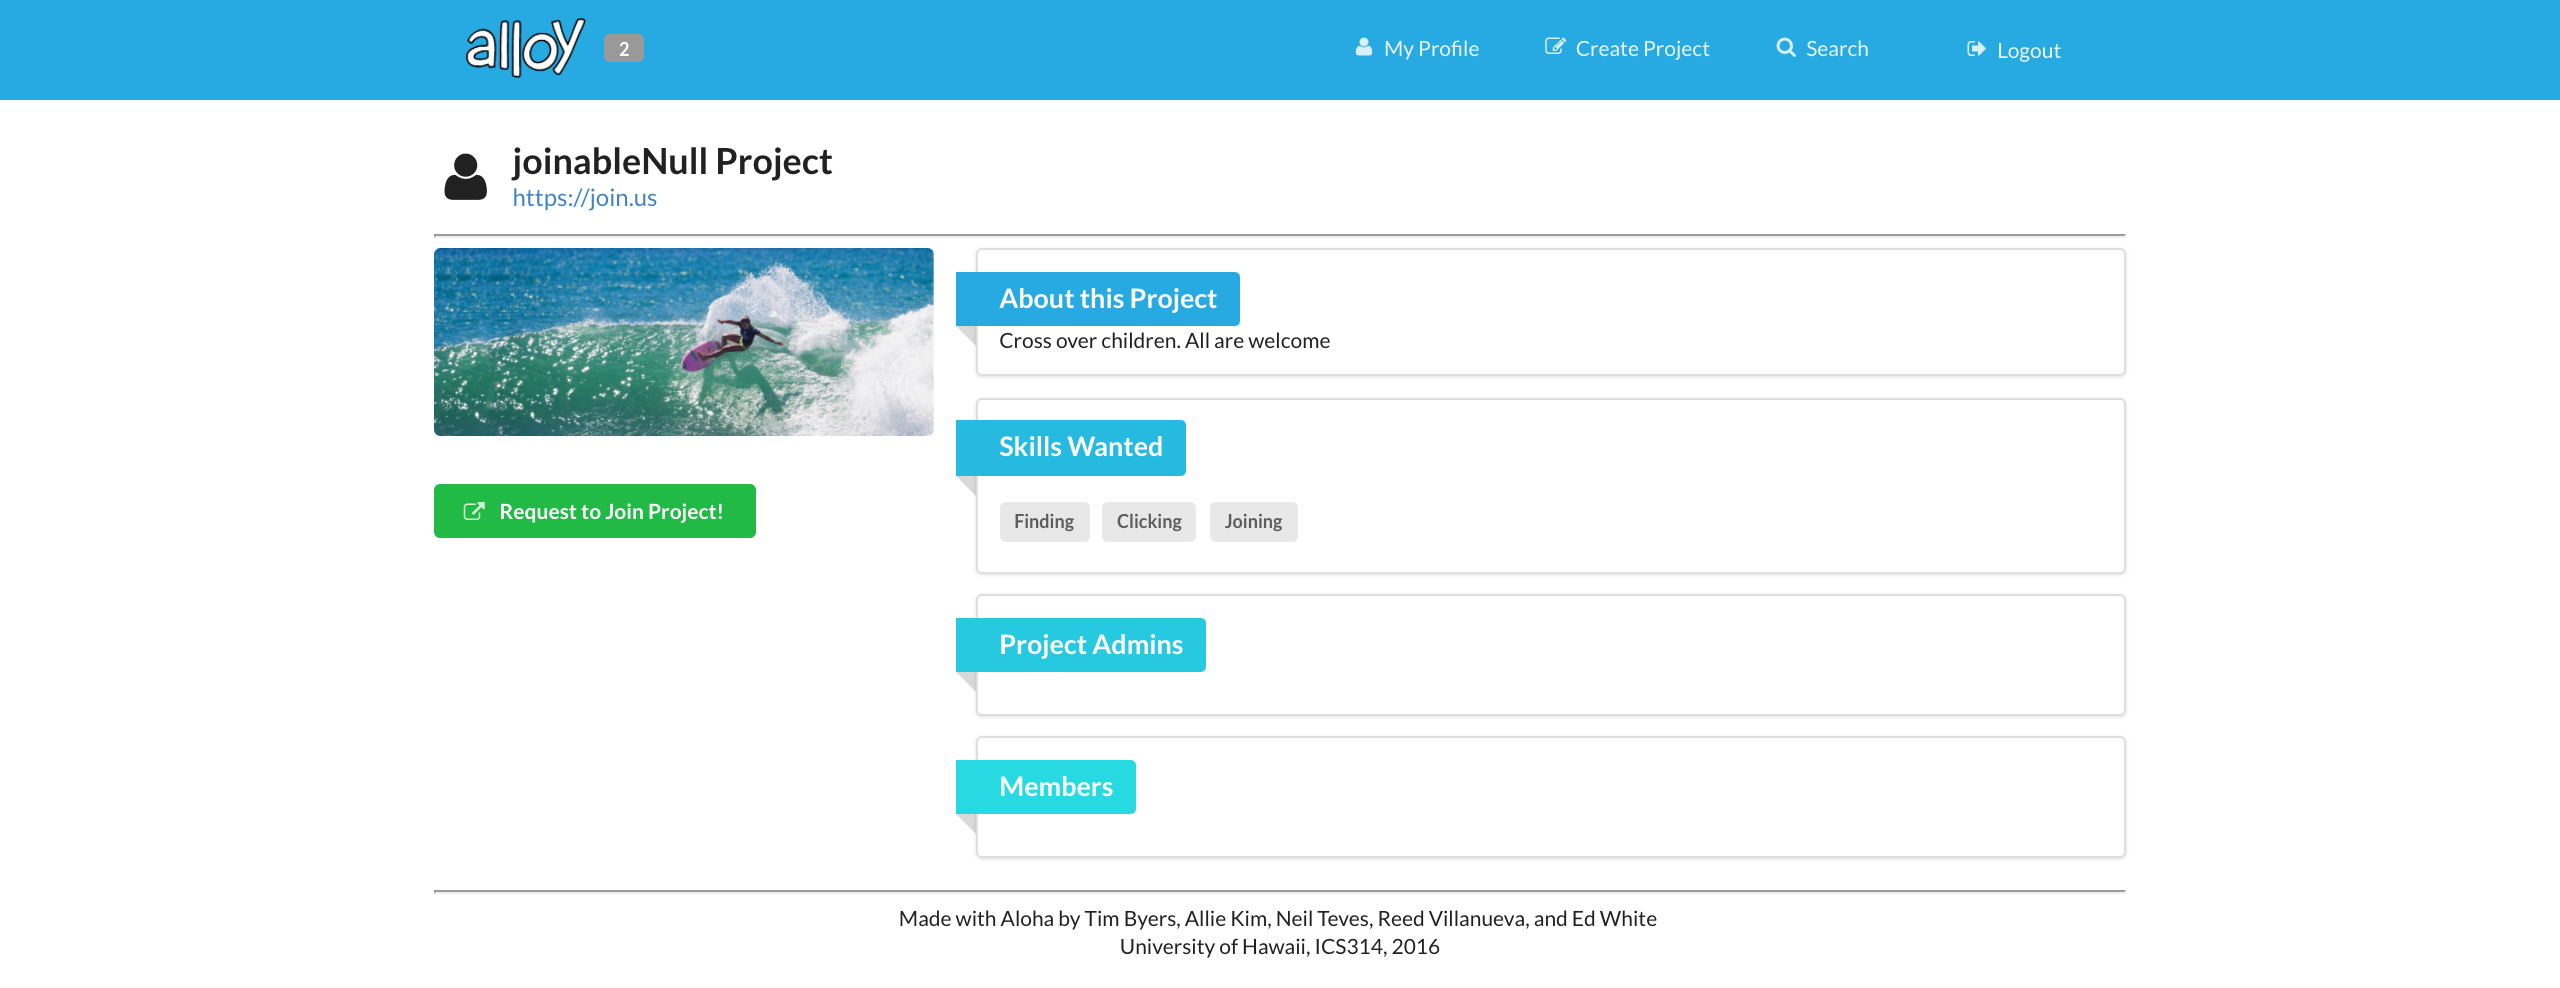 alloy 2 My Profile Create Project Search Logout
joinableNull Project
https://join.us
About this Project
Cross over children. All are welcome
Skills Wanted
Finding Clicking Joining
Request to Join Project!
Project Admins
Members
Made with Aloha by Tim Byers, Allie Kim, Neil Teves, Reed Villanueva, and Ed White
University of Hawaii, ICS314, 2016